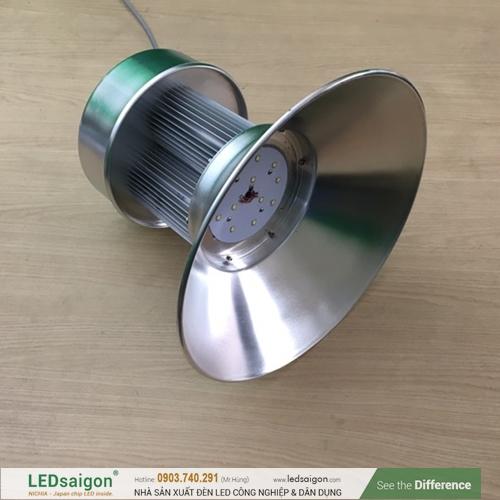 LEDsaigon®
NICHIA - Japan chip LED inside.
Hotline 0903.740.291 (Mr.Hùng) www.ledsaigon.com
NHÀ SẢN XUẤT ĐÈN LED CÔNG NGHIỆP & DÂN DỤNG
See the Difference